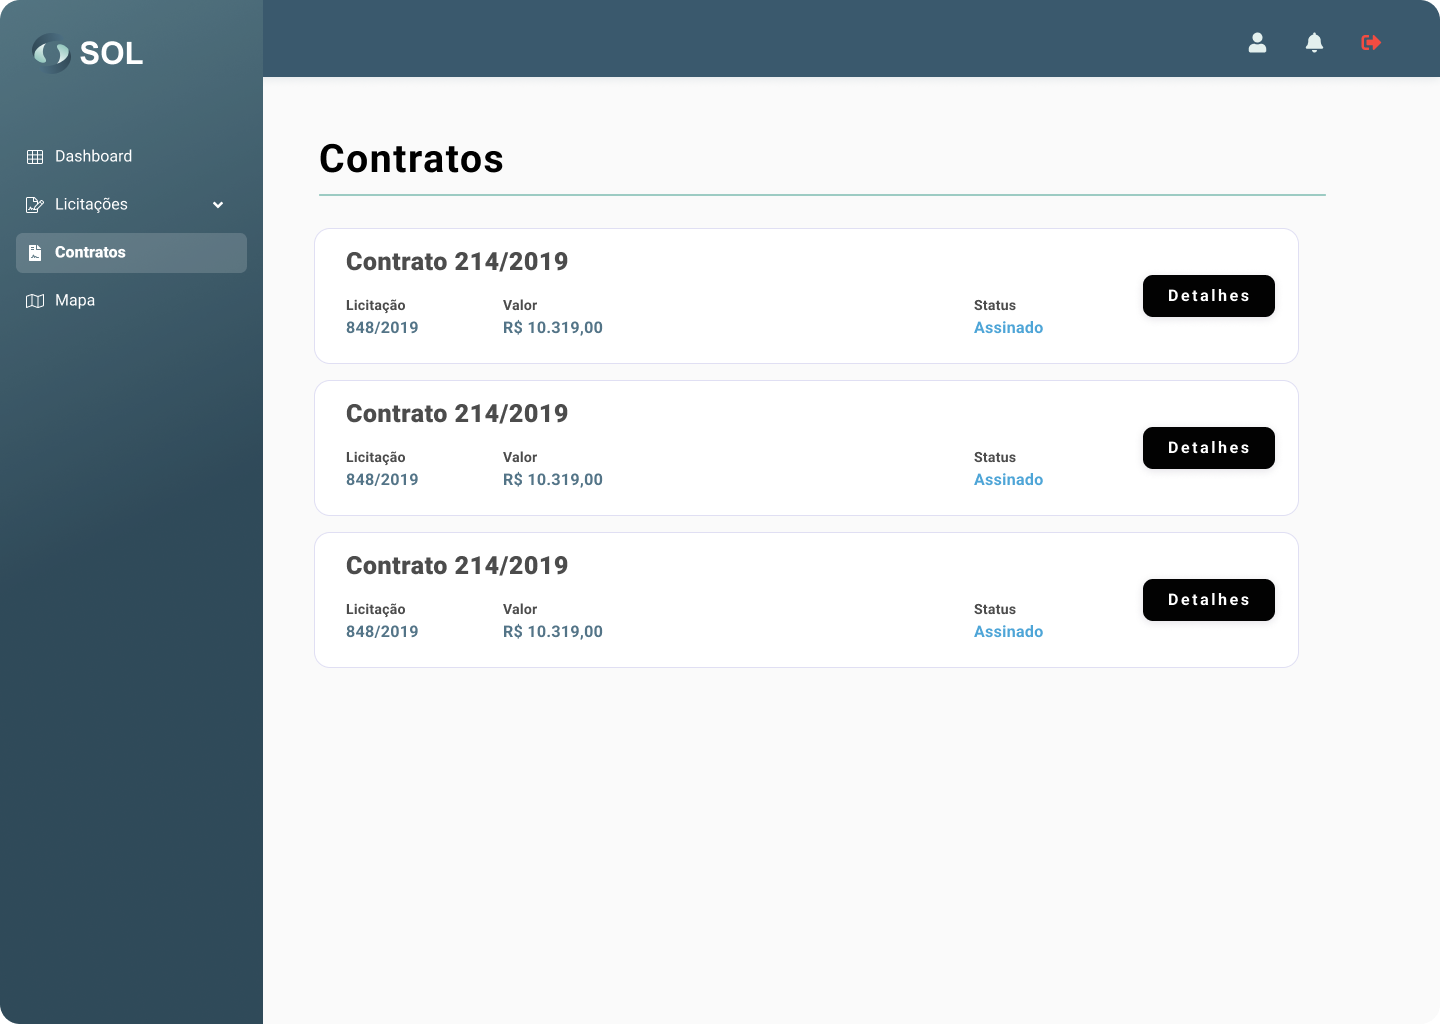 SOL
Dashboard
Licitações
Contratos
Mapa
Contratos
Contrato 214/2019
Licitação
848/2019
Valor
R$ 10.319,00
Status
Assinado
Detalhes
Contrato 214/2019
Licitação
848/2019
Valor
R$ 10.319,00
Status
Assinado
Detalhes
Contrato 214/2019
Licitação
848/2019
Valor
R$ 10.319,00
Status
Assinado
Detalhes